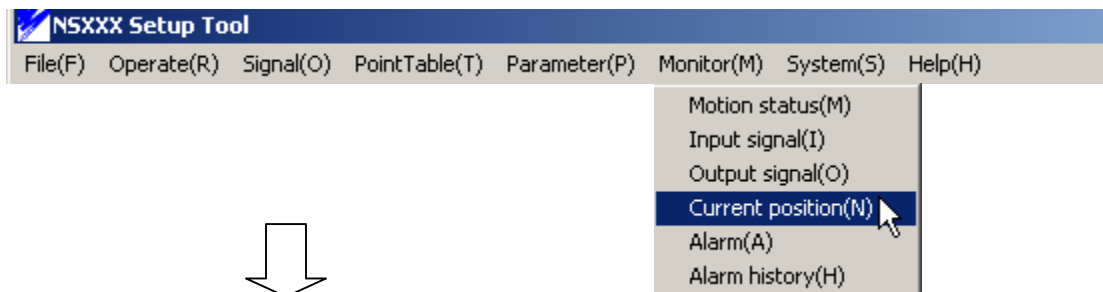 NSXXX Setup Tool
File(F) Operate(R) Signal(O) PointTable(T) Parameter(P) Monitor(M) System(S) Help(H)
Motion status(M)
Input signal(I)
Output signal(O)
Current position(N)
Alarm(A)
Alarm history(H)